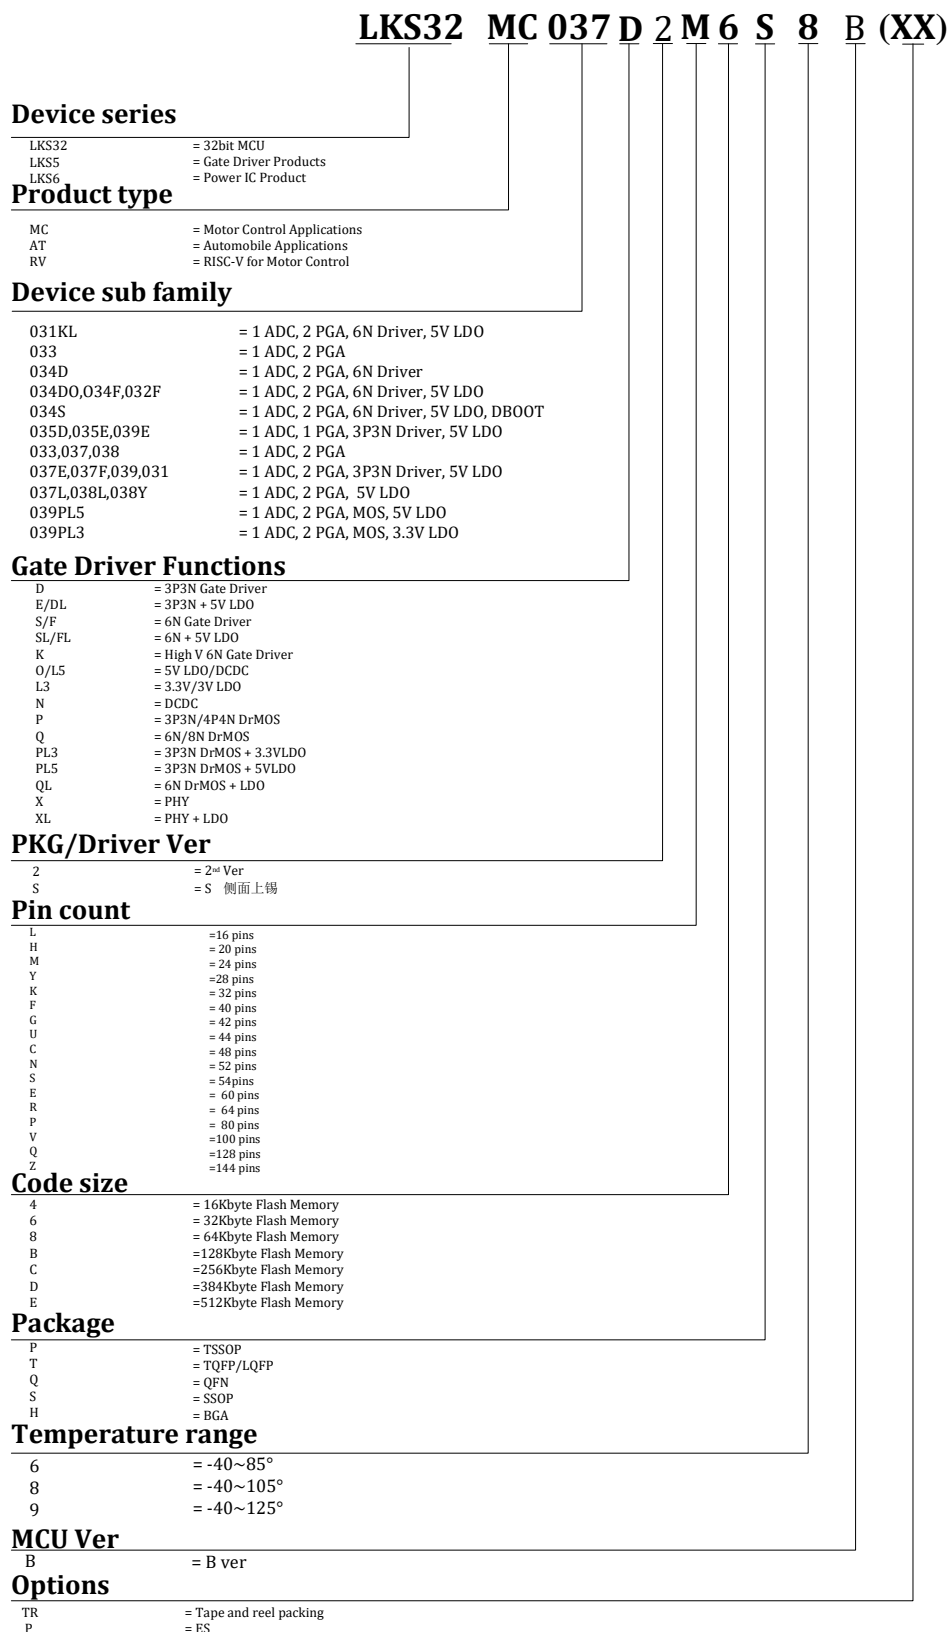 LKS32 MC 037 D 2 M 6 S 8 B (XX)
Device series
LKS32 = 32bit MCU
LKS5 = Gate Driver Products
LKS6 = Power IC Product
Product type
MC = Motor Control Applications
AT = Automobile Applications
RV = RISC-V for Motor Control
Device sub family
031KL = 1 ADC, 2 PGA, 6N Driver, 5V LDO
033 = 1 ADC, 2 PGA
034D = 1 ADC, 2 PGA, 6N Driver
034DO,O34F,032F = 1 ADC, 2 PGA, 6N Driver, 5V LDO
034S = 1 ADC, 2 PGA, 6N Driver, 5V LDO, DBOOT
035D,035E,039E = 1 ADC, 1 PGA, 3P3N Driver, 5V LDO
033,037,038 = 1 ADC, 2 PGA
037E,037F,039,031 = 1 ADC, 2 PGA, 3P3N Driver, 5V LDO
037L,038L,038Y = 1 ADC, 2 PGA, 5V LDO
039PL5 = 1 ADC, 2 PGA, MOS, 5V LDO
039PL3 = 1 ADC, 2 PGA, MOS, 3.3V LDO
Gate Driver Functions
D = 3P3N Gate Driver
E/DL = 3P3N + 5V LDO
S/F = 6N Gate Driver
SL/FL = 6N + 5V LDO
K = High V 6N Gate Driver
O/L5 = 5V LDO/DCDC
L3 = 3.3V/3V LDO
N = DCDC
P = 3P3N/4P4N DrMOS
Q = 6N/8N DrMOS
PL3 = 3P3N DrMOS + 3.3VLDO
PL5 = 3P3N DrMOS + 5VLDO
QL = 6N DrMOS + LDO
X = PHY
XL = PHY + LDO
PKG/Driver Ver
2 = 2nd Ver
S = S 侧面上锡
Pin count
L =16 pins
H = 20 pins
M = 24 pins
Y =28 pins
K = 32 pins
F = 40 pins
G = 42 pins
U = 44 pins
C = 48 pins
N = 52 pins
S = 54pins
E = 60 pins
R = 64 pins
P = 80 pins
V =100 pins
Q =128 pins
Z =144 pins
Code size
4 = 16Kbyte Flash Memory
6 = 32Kbyte Flash Memory
8 = 64Kbyte Flash Memory
B =128Kbyte Flash Memory
C =256Kbyte Flash Memory
D =384Kbyte Flash Memory
E =512Kbyte Flash Memory
Package
P = TSSOP
T = TQFP/LQFP
Q = QFN
S = SSOP
H = BGA
Temperature range
6 = -40~85°
8 = -40~105°
9 = -40~125°
MCU Ver
B = B ver
Options
TR = Tape and reel packing
P = ES